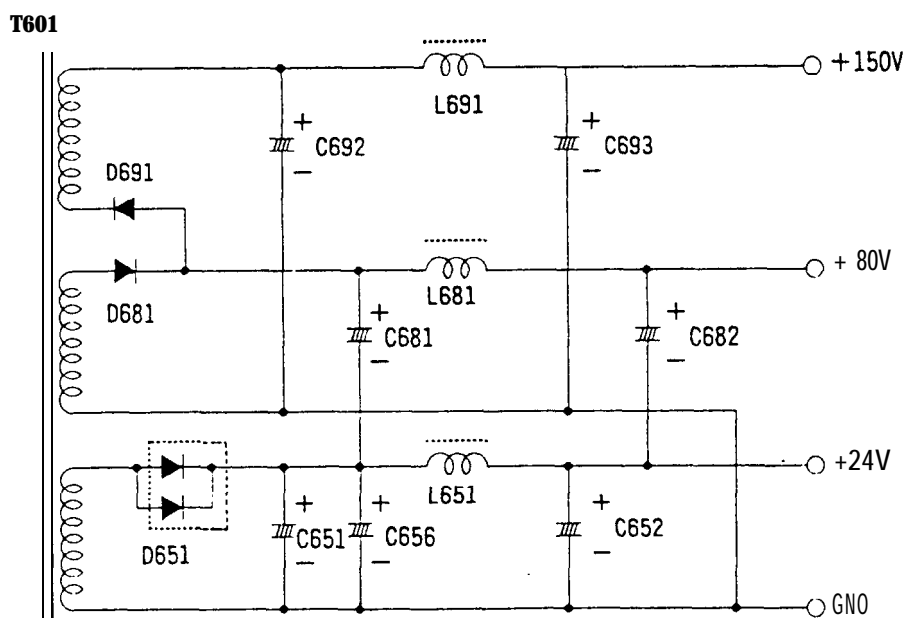 T601
+150V
L691
+
C692
−
+
C693
−
D691
D681
+ 80V
L681
+
C681
−
+
C682
−
+24V
L651
D651
+
C651
−
+
C656
−
+
C652
−
GNO